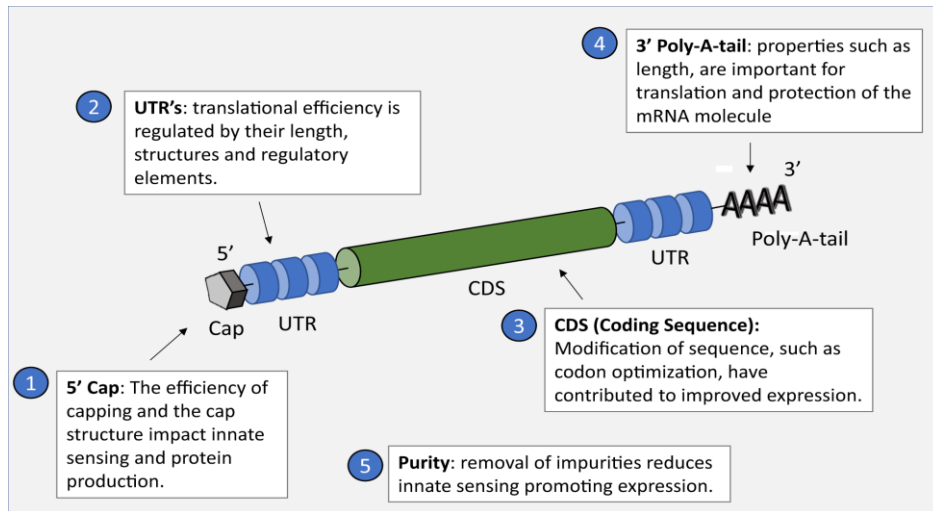 4
3’ Poly-A-tail: properties such as
length, are important for
translation and protection of the
mRNA molecule
2
UTR’s: translational efficiency is
regulated by their length,
structures and regulatory
elements.
3’
AAAA
Poly-A-tail
UTR
5’
CDS
Cap
UTR
3
CDS (Coding Sequence):
Modification of sequence, such as
codon optimization, have
contributed to improved expression.
1
5’ Cap: The efficiency of
capping and the cap
structure impact innate
sensing and protein
production.
5
Purity: removal of impurities reduces
innate sensing promoting expression.